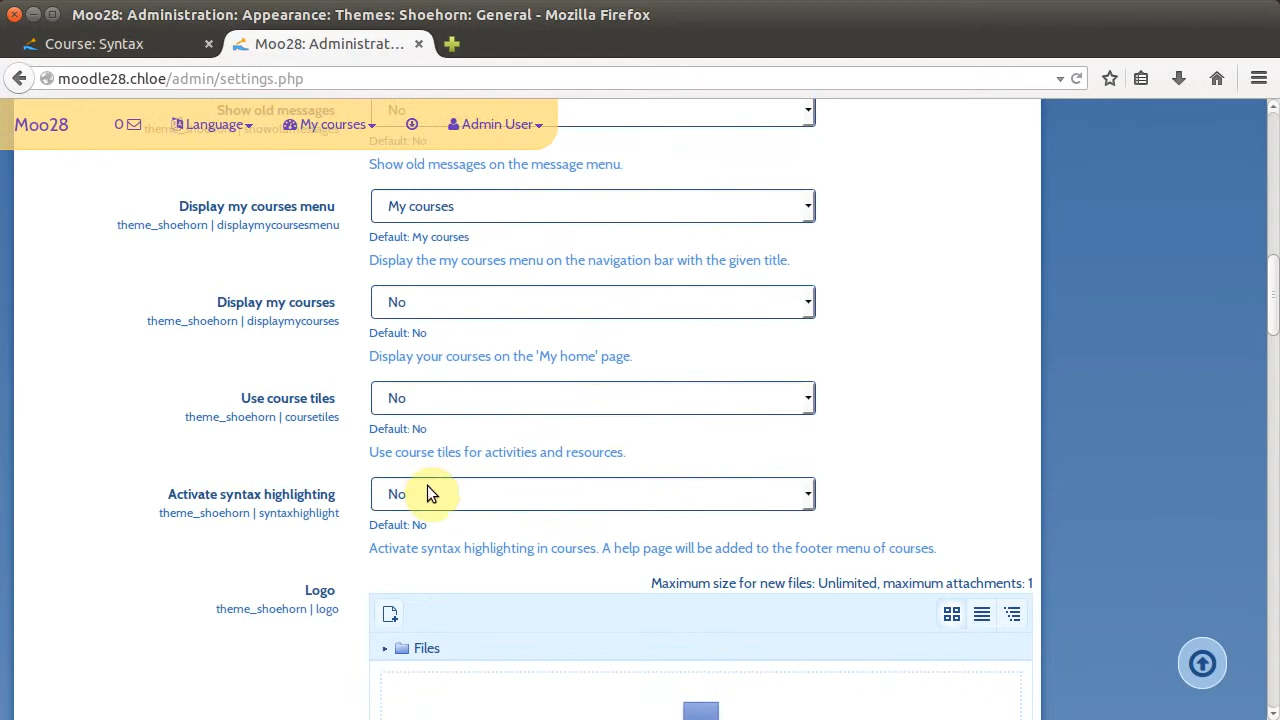 Moo28: Administration: Appearance: Themes: Shoehorn: General - Mozilla Firefox
Course: Syntax
Moo28: Administrat...
moodle28.chloe/admin/settings.php
Show old messages
No
Moo28
0
Language
My courses
Admin User
theme_shoehorn | showoldmessages
Default: No
Show old messages on the message menu.
Display my courses menu
My courses
theme_shoehorn | displaymycoursesmenu
Default: My courses
Display the my courses menu on the navigation bar with the given title.
Display my courses
No
theme_shoehorn | displaymycourses
Default: No
Display your courses on the 'My home' page.
Use course tiles
No
theme_shoehorn | coursetiles
Default: No
Use course tiles for activities and resources.
Activate syntax highlighting
No
theme_shoehorn | syntaxhighlight
Default: No
Activate syntax highlighting in courses. A help page will be added to the footer menu of courses.
Logo
Maximum size for new files: Unlimited, maximum attachments: 1
theme_shoehorn | logo
Files